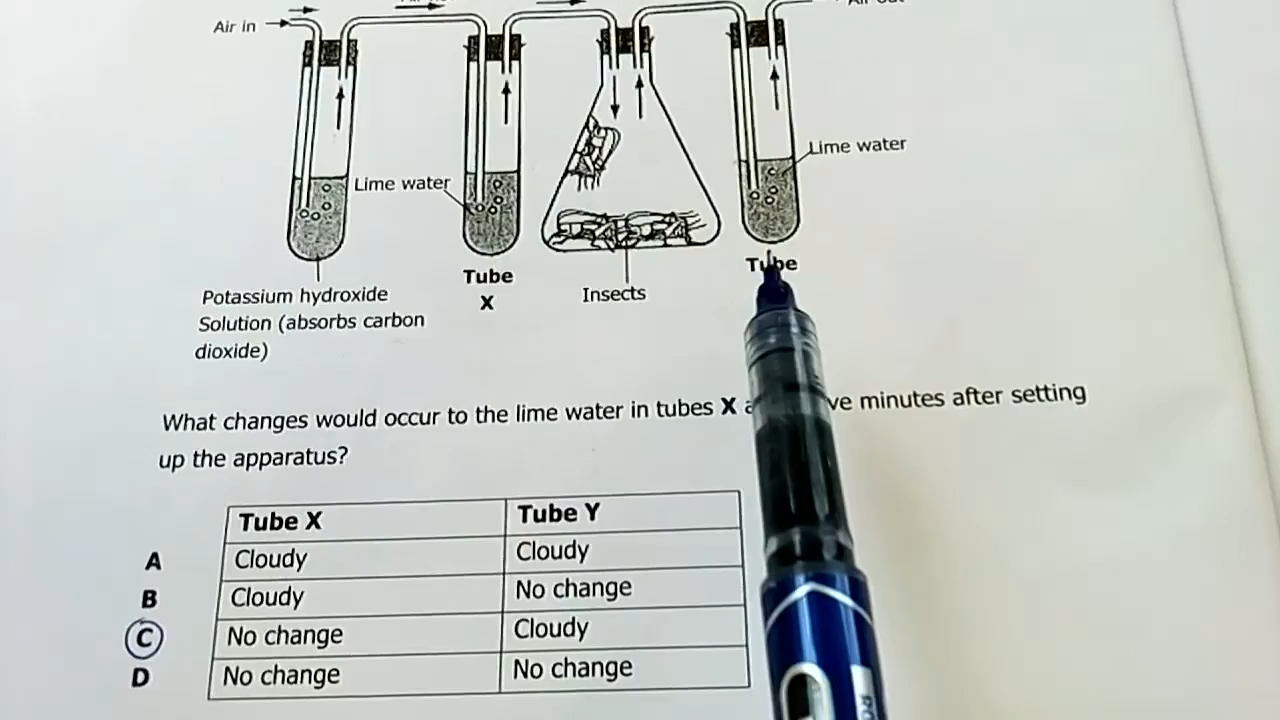 Air in
Lime water
Lime water
Tube
X
Insects
Tube
Potassium hydroxide
Solution (absorbs carbon
dioxide)
What changes would occur to the lime water in tubes X minutes after setting
up the apparatus?
Tube X Tube Y
A Cloudy Cloudy
B Cloudy No change
C No change Cloudy
D No change No change